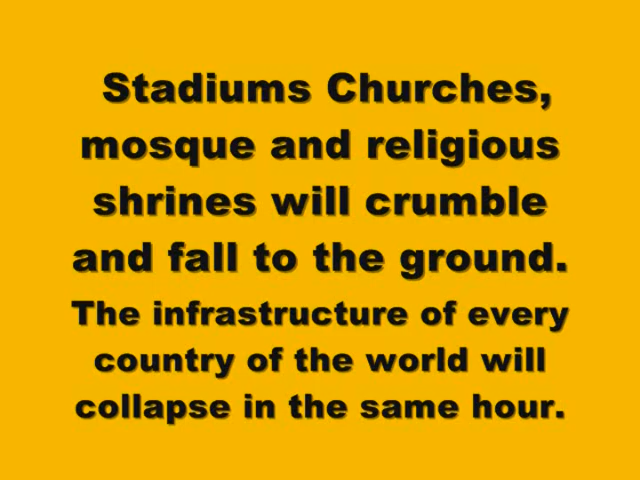 Stadiums Churches,
mosque and religious
shrines will crumble
and fall to the ground.
The infrastructure of every
country of the world will
collapse in the same hour.